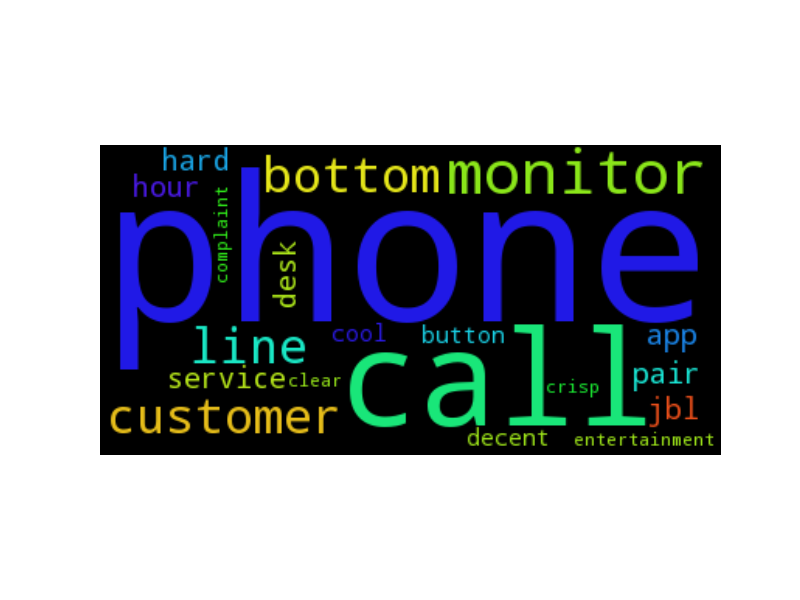 hard
bottom
monitor
hour
complaint
phone
desk
line
cool
button
app
call
service
clear
crisp
pair
customer
jbl
decent
entertainment